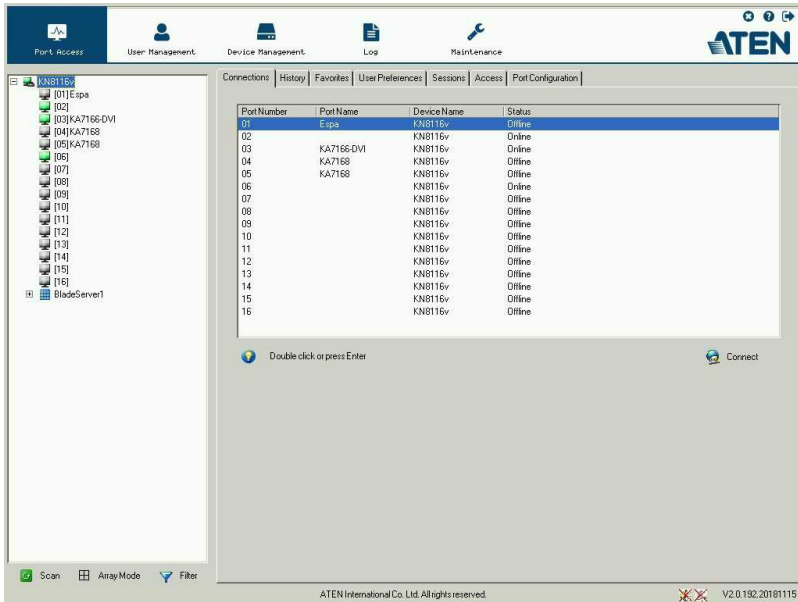 Port Access User Management Device Management Log Maintenance
ATEN
KN8116v
[01]Espa
[02]
[03]KA7166-DVI
[04]KA7168
[05]KA7168
[06]
[07]
[08]
[09]
[10]
[11]
[12]
[13]
[14]
[15]
[16]
BladeServer1
Scan Array Mode Filter
Connections History Favorites User Preferences Sessions Access Port Configuration
Port Number Port Name Device Name Status
01 Espa KN8116v Offline
02 KN8116v Online
03 KA7166-DVI KN8116v Online
04 KA7168 KN8116v Offline
05 KA7168 KN8116v Offline
06 KN8116v Online
07 KN8116v Offline
08 KN8116v Offline
09 KN8116v Offline
10 KN8116v Offline
11 KN8116v Offline
12 KN8116v Offline
13 KN8116v Offline
14 KN8116v Offline
15 KN8116v Offline
16 KN8116v Offline
Double click or press Enter Connect
ATEN International Co. Ltd. All rights reserved. V2.0.192.20181115